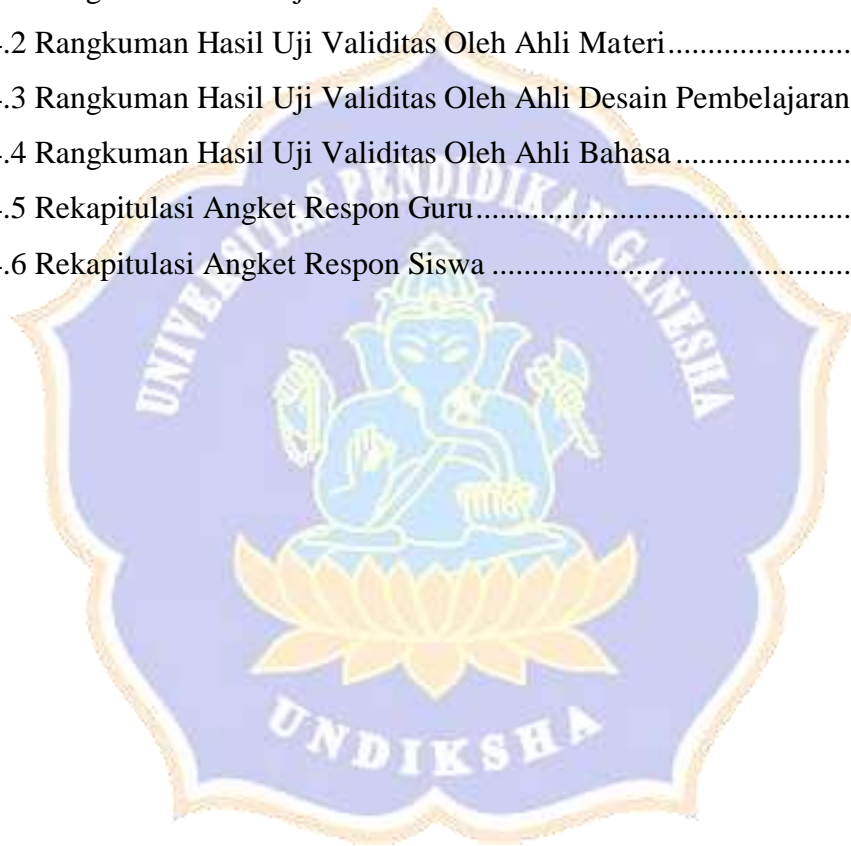 .2 Rangkuman Hasil Uji Validitas Oleh Ahli Materi......................
.3 Rangkuman Hasil Uji Validitas Oleh Ahli Desain Pembelajaran
.4 Rangkuman Hasil Uji Validitas Oleh Ahli Bahasa.....................
.5 Rekapitulasi Angket Respon Guru.............................................
.6 Rekapitulasi Angket Respon Siswa ...........................................
UNIVERSITAS PENDIDIKAN GANESHA
UNDIKSHA